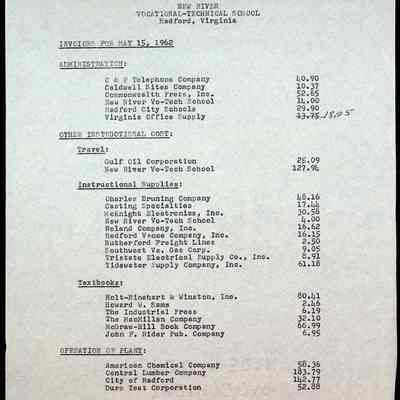 NEW RIVER
VOCATIONAL-TECHNICAL SCHOOL
Radford, Virginia
INVOICES FOR MAY 15, 1962
ADMINISTRATION:
C & P Telephone Company 40.90
Caldwell Sites Company 10.37
Commonwealth Press, Inc. 52.65
New River Vo-Tech School 14.00
Radford City Schools 29.90
Virginia Office Supply 13.75 18.05
OTHER INSTRUCTIONAL COST:
Travel:
Gulf Oil Corporation 25.09
New River Vo-Tech School 127.94
Instructional Supplies:
Charles Bruning Company 48.16
Casting Specialties 17.44
McKnight Electronics, Inc. 30.58
New River Vo-Tech School 4.00
Noland Company, Inc. 16.62
Radford Vence Company, Inc. 16.15
Rutherford Freight Lines 2.50
Southwest Va. Gas Corp. 9.05
Tristate Electrical Supply Co., Inc. 8.91
Tidewater Supply Company, Inc. 61.18
Textbooks:
Holt-Rinehart & Winston, Inc. 80.41
Howard W. Sams 2.46
The Industrial Press 6.19
The MacMillan Company 32.10
McGraw-Hill Book Company 66.99
John F. Rider Pub. Company 6.95
OPERATION OF PLANT:
American Chemical Company 58.36
Central Lumber Company 183.79
City of Radford 142.77
Duro Test Corporation 52.88